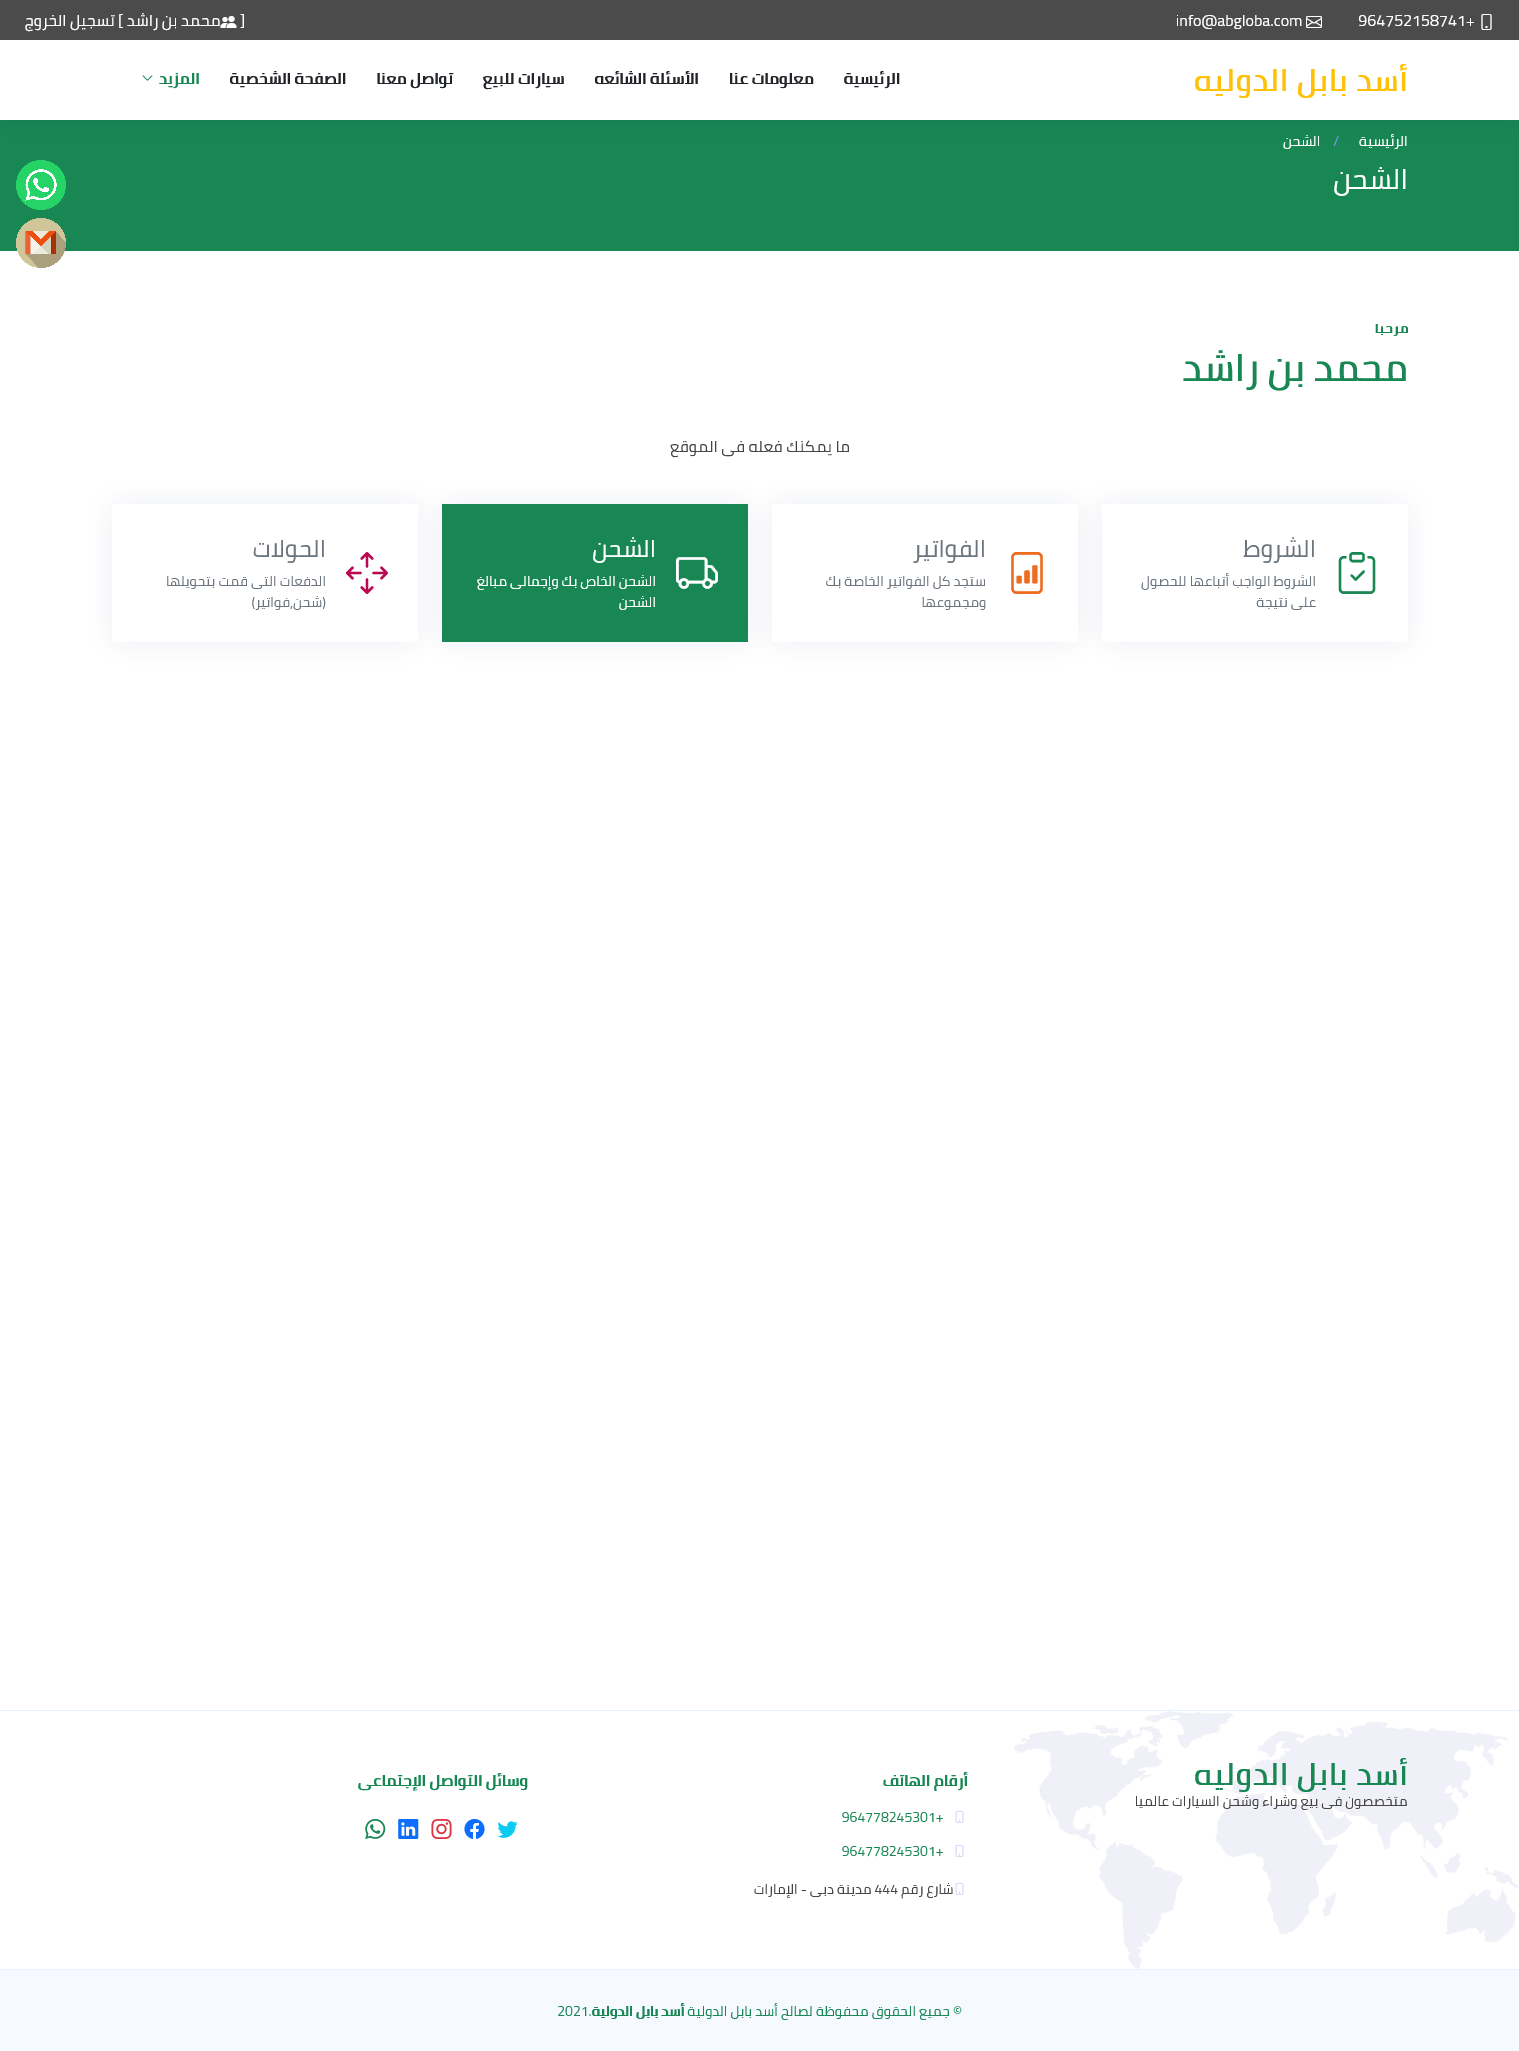 +964752158741
info@abgloba.com
[ محمد بن راشد ] تسجيل الخروج
أسد بابل الدوليه
الرئيسية
معلومات عنا
الأسئلة الشائعه
سيارات للبيع
تواصل معنا
الصفحة الشخصية
المزيد
الرئيسية / الشحن
الشحن
مرحبا
محمد بن راشد
ما يمكنك فعله فى الموقع
الشروط
الشروط الواجب أتباعها للحصول
على نتيجة
الفواتير
ستجد كل الفواتير الخاصة بك
ومجموعها
الشحن
الشحن الخاص بك وإجمالى مبالغ
الشحن
الحولات
الدفعات التى قمت بتحويلها
(شحن,فواتير)
أسد بابل الدوليه
متخصصون فى بيع وشراء وشحن السيارات عالميا
أرقام الهاتف
+964778245301
+964778245301
شارع رقم 444 مدينة دبى - الإمارات
وسائل التواصل الإجتماعى
© جميع الحقوق محفوظة لصالح أسد بابل الدولية أسد بابل الدولية.2021